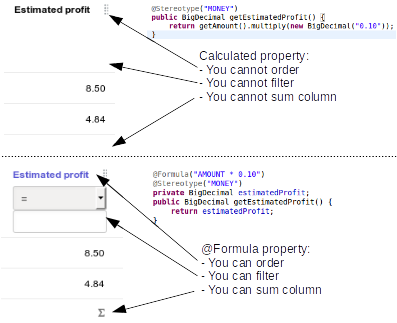 Estimated profit
@Stereotype("MONEY")
public BigDecimal getEstimatedProfit() {
return getAmount().multiply(new BigDecimal("0.10"));
}
Calculated property:
- You cannot order
- You cannot filter
- You cannot sum column
8.50
4.84
Estimated profit
=
@Formula("AMOUNT * 0.10")
@Stereotype("MONEY")
private BigDecimal estimatedProfit;
public BigDecimal getEstimatedProfit() {
return estimatedProfit;
}
@Formula property:
- You can order
- You can filter
- You can sum column
8.50
4.84
Σ